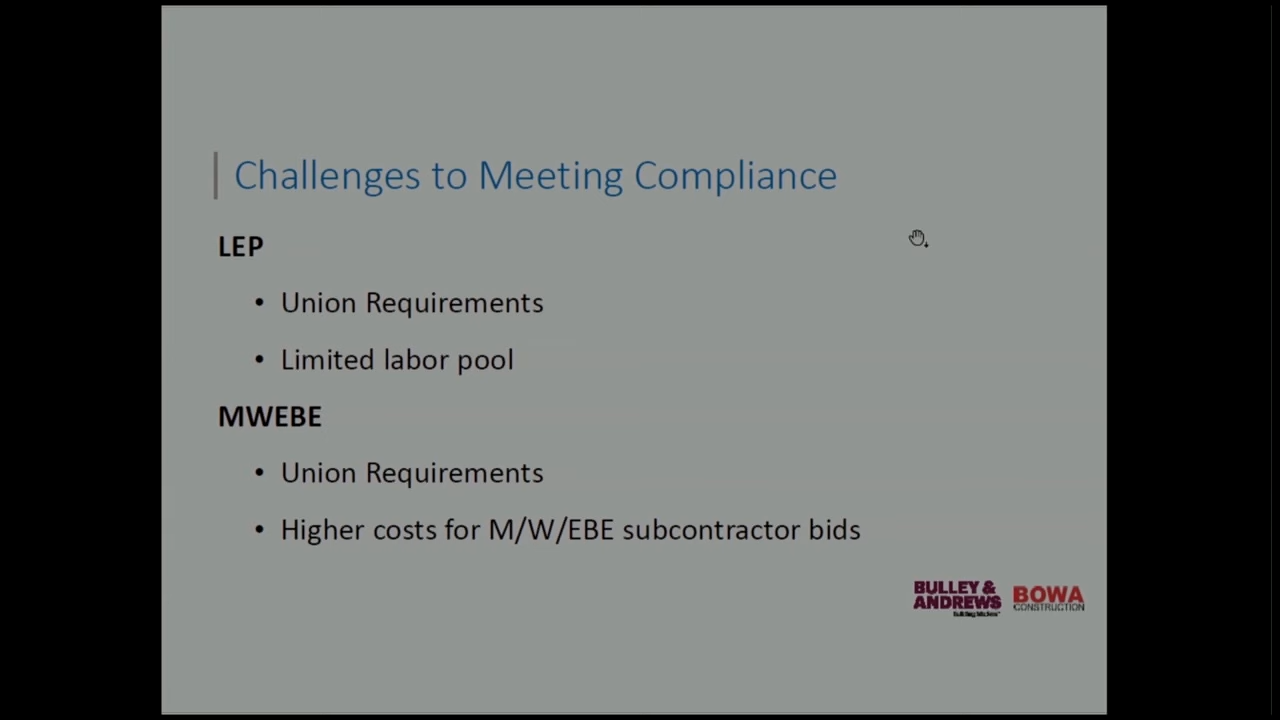 Challenges to Meeting Compliance
LEP
• Union Requirements
• Limited labor pool
MWEBE
• Union Requirements
• Higher costs for M/W/EBE subcontractor bids
BULLEY &
ANDREWS
BOWA
CONSTRUCTION